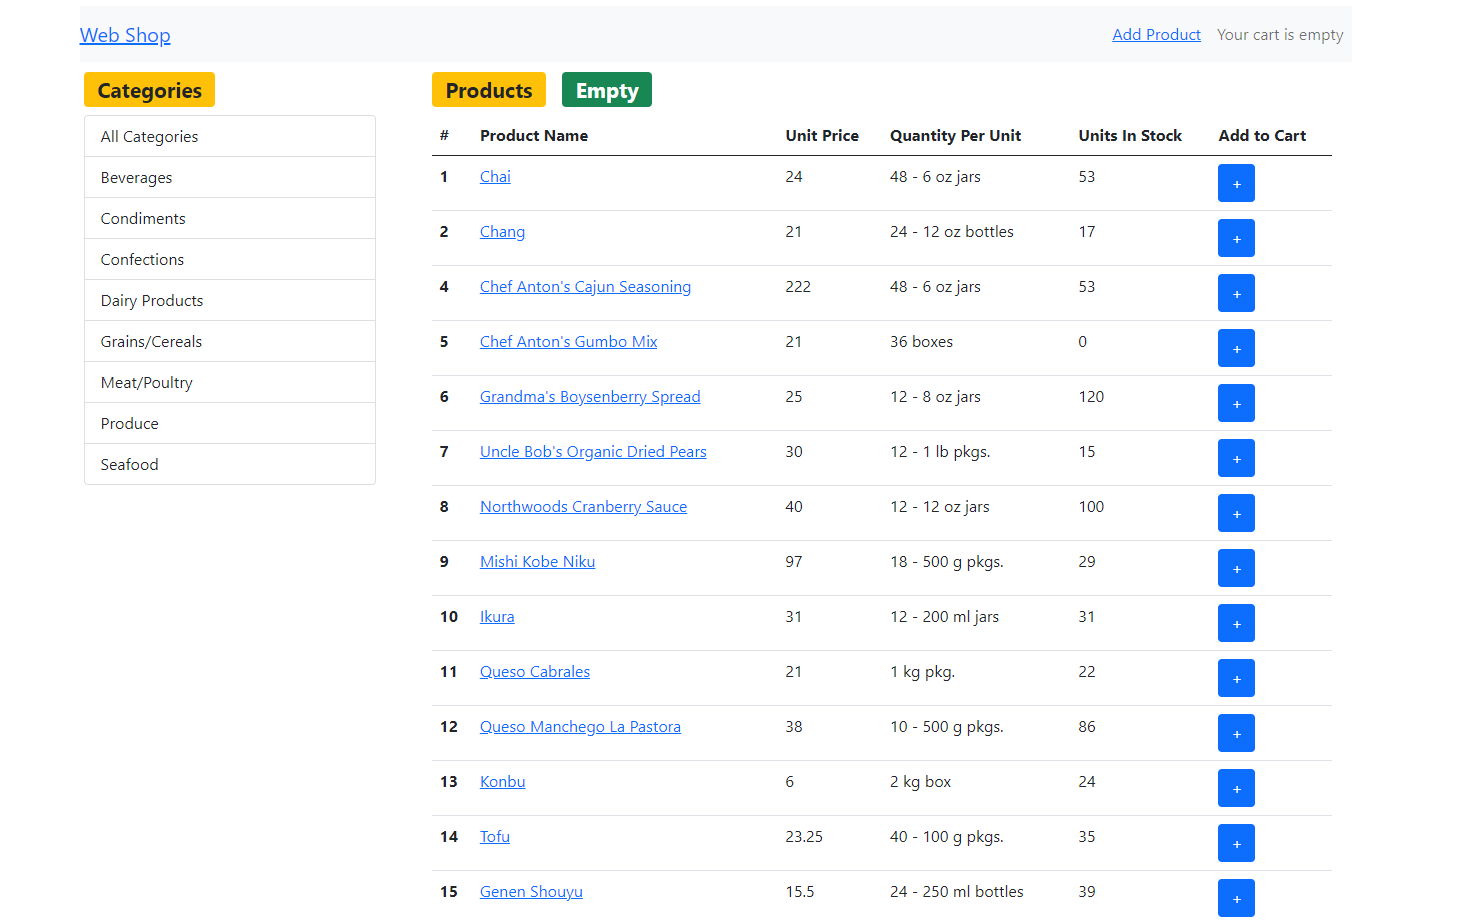 Web Shop
Add Product Your cart is empty
Categories
All Categories
Beverages
Condiments
Confections
Dairy Products
Grains/Cereals
Meat/Poultry
Produce
Seafood
Products Empty
# Product Name Unit Price Quantity Per Unit Units In Stock Add to Cart
1 Chai 24 48 - 6 oz jars 53 +
2 Chang 21 24 - 12 oz bottles 17 +
4 Chef Anton's Cajun Seasoning 222 48 - 6 oz jars 53 +
5 Chef Anton's Gumbo Mix 21 36 boxes 0 +
6 Grandma's Boysenberry Spread 25 12 - 8 oz jars 120 +
7 Uncle Bob's Organic Dried Pears 30 12 - 1 lb pkgs. 15 +
8 Northwoods Cranberry Sauce 40 12 - 12 oz jars 100 +
9 Mishi Kobe Niku 97 18 - 500 g pkgs. 29 +
10 Ikura 31 12 - 200 ml jars 31 +
11 Queso Cabrales 21 1 kg pkg. 22 +
12 Queso Manchego La Pastora 38 10 - 500 g pkgs. 86 +
13 Konbu 6 2 kg box 24 +
14 Tofu 23.25 40 - 100 g pkgs. 35 +
15 Genen Shouyu 15.5 24 - 250 ml bottles 39 +